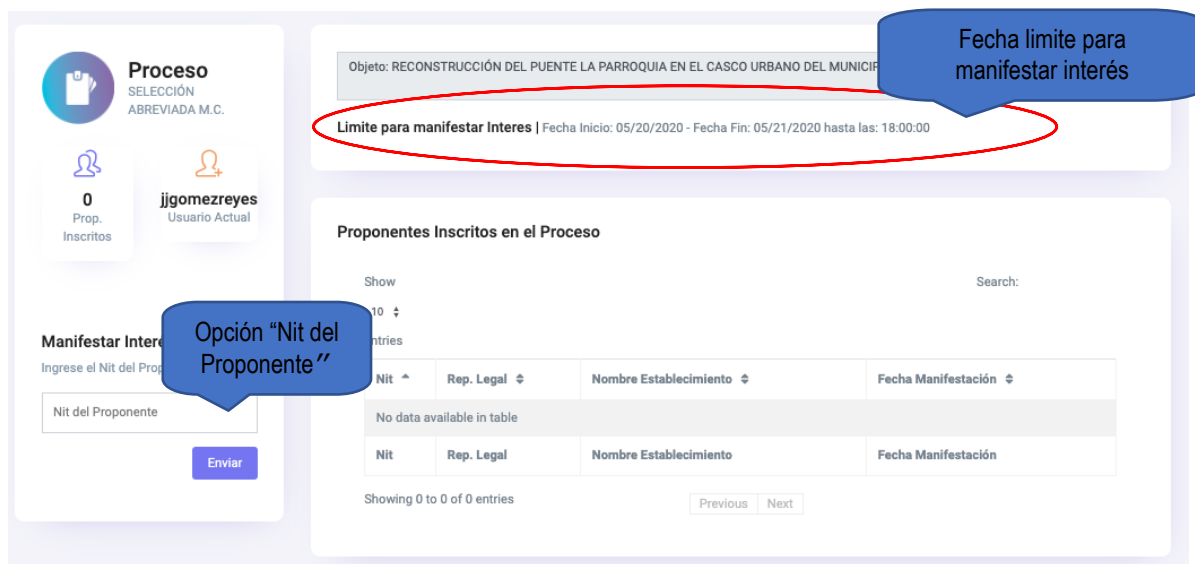 Proceso
SELECCIÓN
ABREVIADA M.C.
0
Prop.
Inscritos
jjgomezreyes
Usuario Actual
Manifestar Intere
Ingrese el Nit del Prop
Nit del Proponente
Enviar
Opción “Nit del
Proponente”
Objeto: RECONSTRUCCIÓN DEL PUENTE LA PARROQUIA EN EL CASCO URBANO DEL MUNICIP
Fecha limite para
manifestar interés
Limite para manifestar Interes | Fecha Inicio: 05/20/2020 - Fecha Fin: 05/21/2020 hasta las: 18:00:00
Proponentes Inscritos en el Proceso
Show
10
ntries
Search:
Nit Rep. Legal Nombre Establecimiento Fecha Manifestación
No data available in table
Nit Rep. Legal Nombre Establecimiento Fecha Manifestación
Showing 0 to 0 of 0 entries
Previous Next